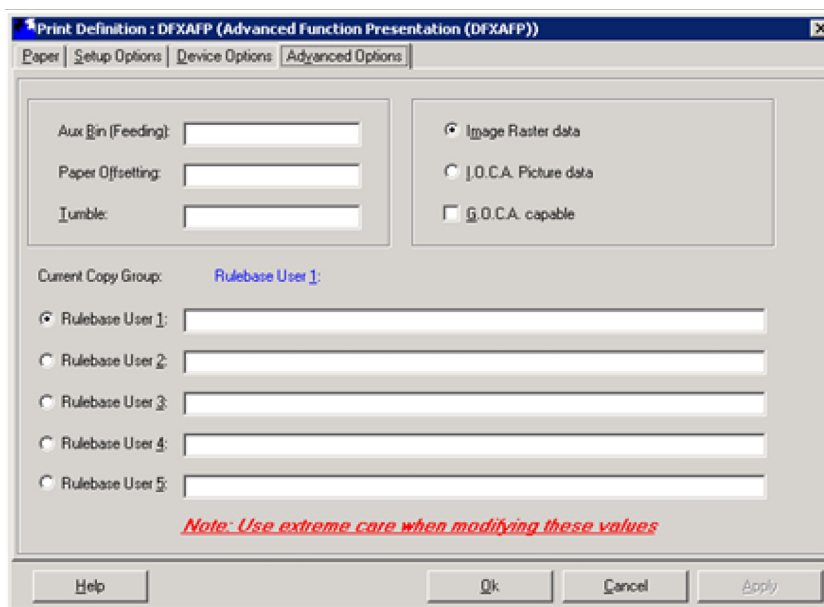 Print Definition : DFXAFP (Advanced Function Presentation (DFXAFP))
Paper Setup Options Device Options Advanced Options
Aux Bin (Feeding):
Paper Offsetting:
Tumble:
Image Raster data
I.O.C.A. Picture data
G.O.C.A. capable
Current Copy Group: Rulebase User 1:
Rulebase User 1:
Rulebase User 2:
Rulebase User 3:
Rulebase User 4:
Rulebase User 5:
Note: Use extreme care when modifying these values
Help Ok Cancel Apply